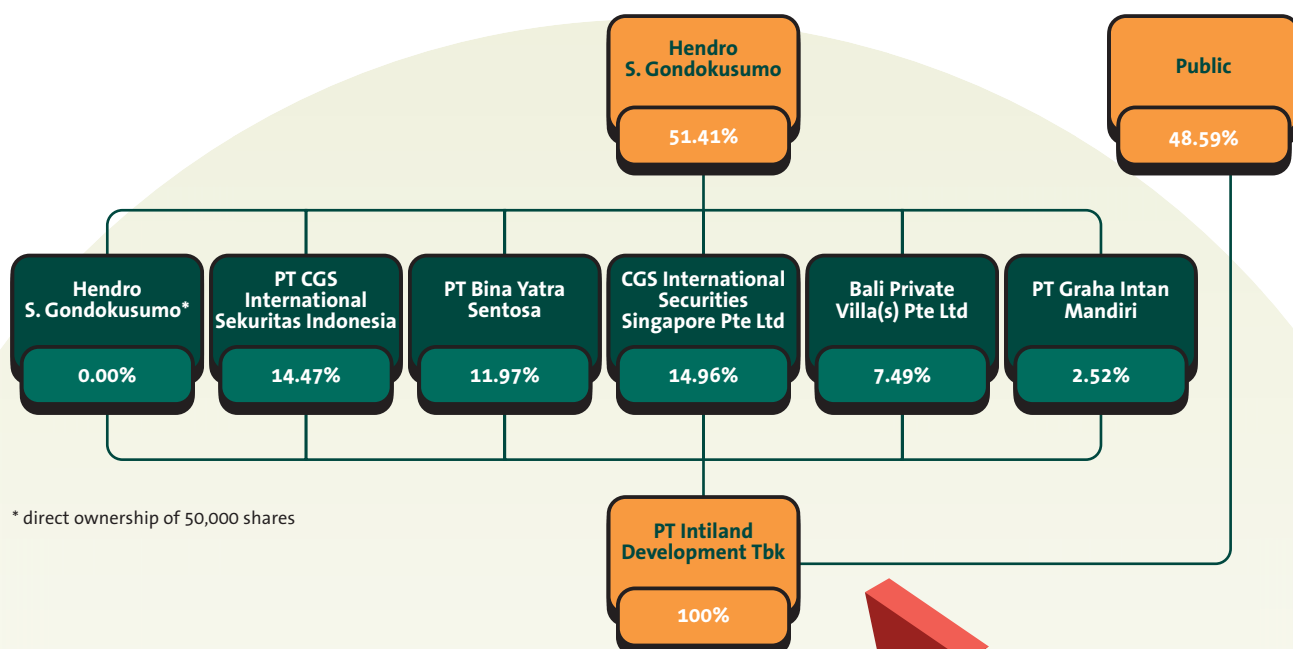 Hendro
S. Gondokusumo
51.41%
Public
48.59%
Hendro
S. Gondokusumo*
0.00%
PT CGS
International
Sekuritas Indonesia
14.47%
PT Bina Yatra
Sentosa
11.97%
CGS International
Securities
Singapore Pte Ltd
14.96%
Bali Private
Villa(s) Pte Ltd
7.49%
PT Graha Intan
Mandiri
2.52%
* direct ownership of 50,000 shares
PT Intiland
Development Tbk
100%